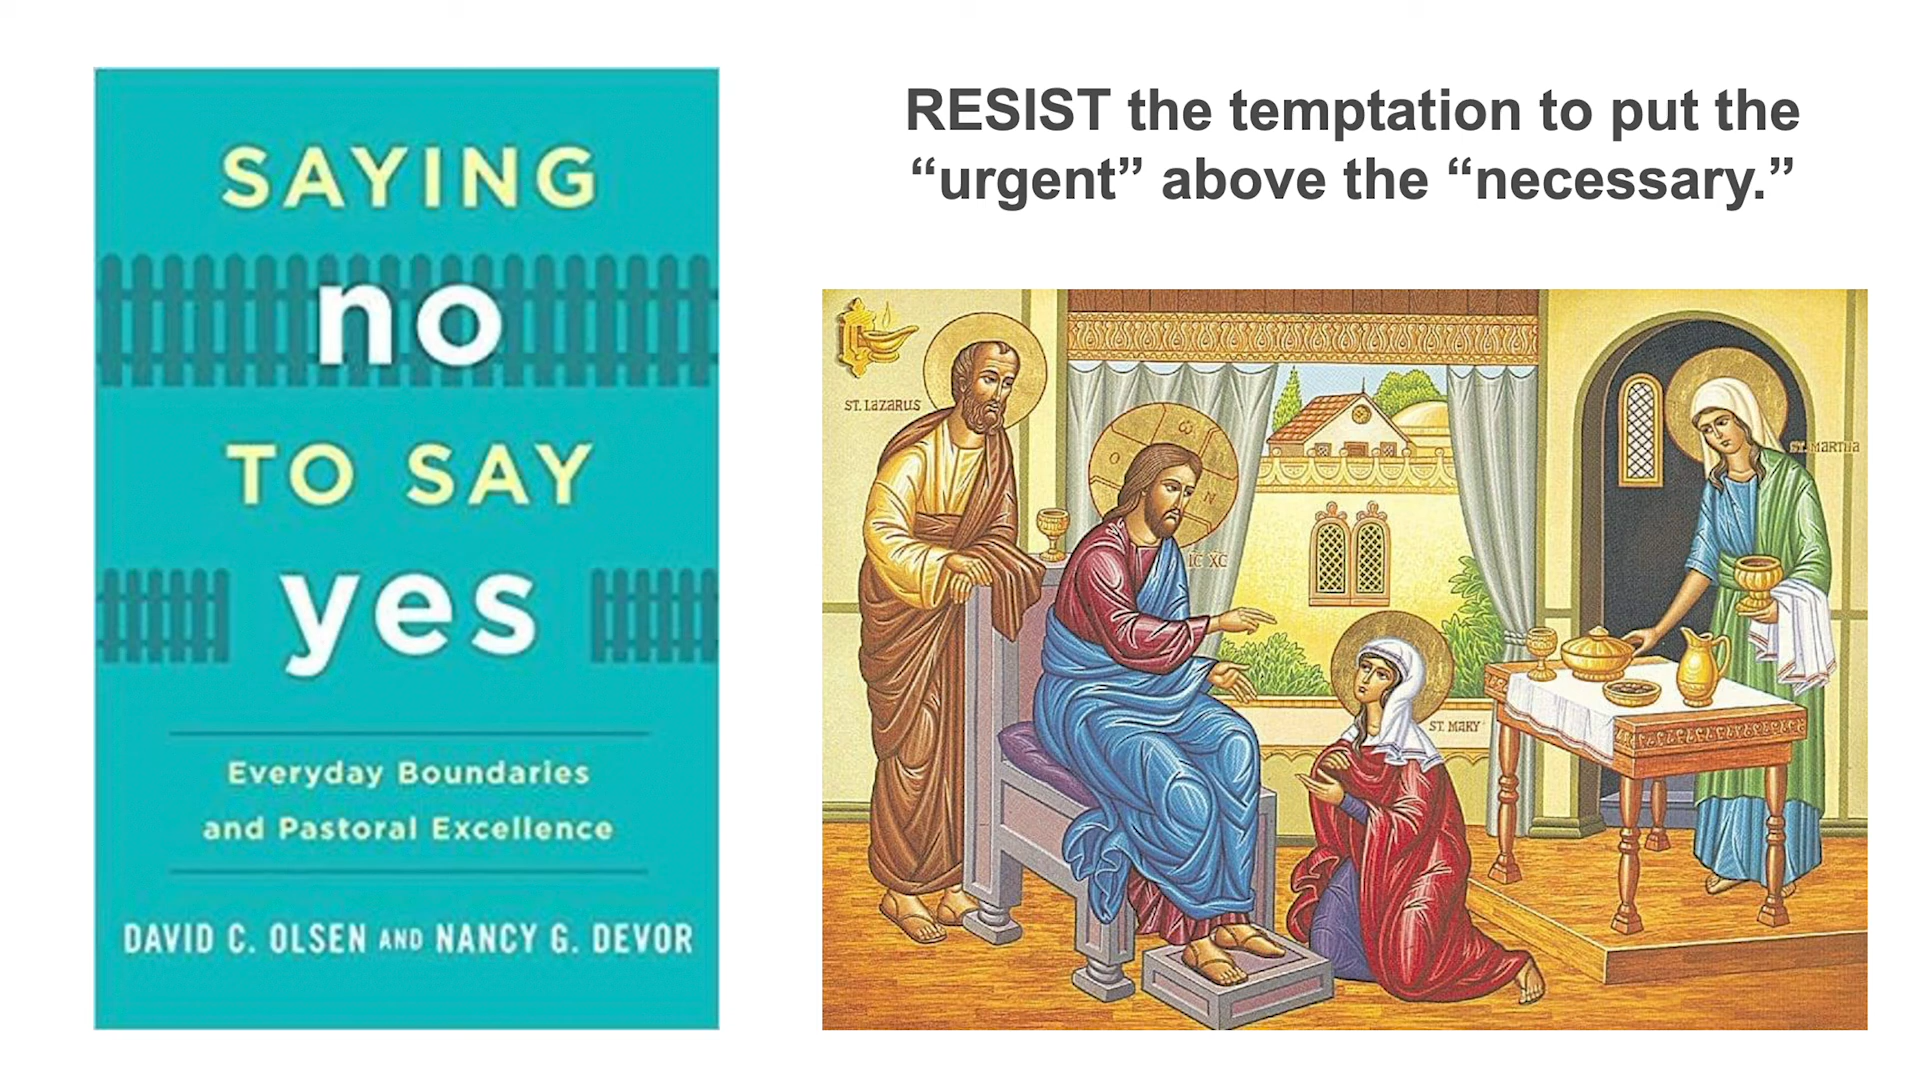 SAYING
no
TO SAY
yes
Everyday Boundaries
and Pastoral Excellence
DAVID C. OLSEN AND NANCY G. DEVOR
RESIST the temptation to put the
“urgent” above the “necessary.”
ST. LAZARUS
Ο Ѡ Ν
IC XC
ST. MARY
ST. MARTHA